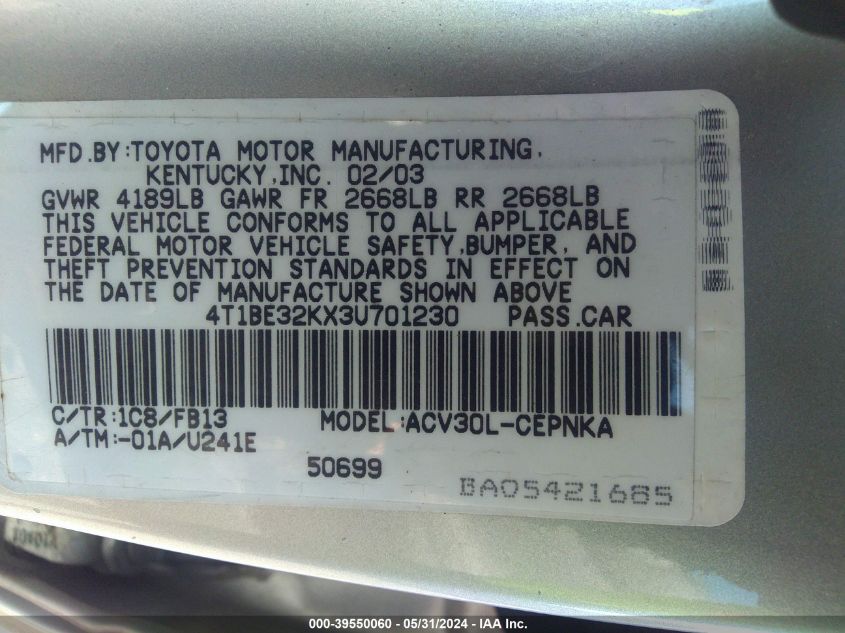 MFD.BY:TOYOTA MOTOR MANUFACTURING,
KENTUCKY,INC. 02/03
GVWR 4189LB GAWR FR 2668LB RR 2668LB
THIS VEHICLE CONFORMS TO ALL APPLICABLE
FEDERAL MOTOR VEHICLE SAFETY,BUMPER, AND
THEFT PREVENTION STANDARDS IN EFFECT ON
THE DATE OF MANUFACTURE SHOWN ABOVE
4T1BE32KX3U701230 PASS.CAR
C/TR:1C8/FB13 MODEL:ACV30L-CEPNKA
A/TM:-01A/U241E
50699
BA05421685
000-39550060 - 05/31/2024 - IAA Inc.